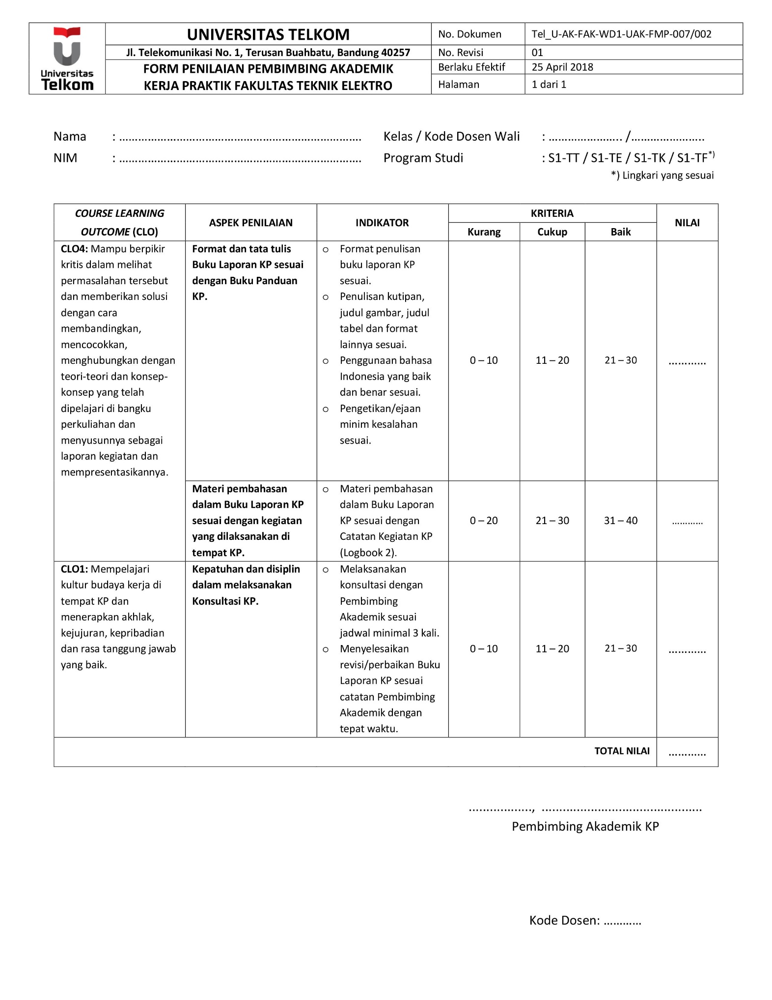 Universitas
Telkom
UNIVERSITAS TELKOM
Jl. Telekomunikasi No. 1, Terusan Buahbatu, Bandung 40257
FORM PENILAIAN PEMBIMBING AKADEMIK
KERJA PRAKTIK FAKULTAS TEKNIK ELEKTRO
No. Dokumen Tel_U-AK-FAK-WD1-UAK-FMP-007/002
No. Revisi 01
Berlaku Efektif 25 April 2018
Halaman 1 dari 1
Nama : ………………………………………………………………… Kelas / Kode Dosen Wali : ………………….. /…………………..
NIM : ………………………………………………………………… Program Studi : S1-TT / S1-TE / S1-TK / S1-TF*)
*) Lingkari yang sesuai
COURSE LEARNING
OUTCOME (CLO)
ASPEK PENILAIAN
INDIKATOR
KRITERIA
Kurang Cukup Baik
NILAI
CLO4: Mampu berpikir
kritis dalam melihat
permasalahan tersebut
dan memberikan solusi
dengan cara
membandingkan,
mencocokkan,
menghubungkan dengan
teori-teori dan konsep-
konsep yang telah
dipelajari di bangku
perkuliahan dan
menyusunnya sebagai
laporan kegiatan dan
mempresentasikannya.
Format dan tata tulis
Buku Laporan KP sesuai
dengan Buku Panduan
KP.
o Format penulisan
buku laporan KP
sesuai.
o Penulisan kutipan,
judul gambar, judul
tabel dan format
lainnya sesuai.
o Penggunaan bahasa
Indonesia yang baik
dan benar sesuai.
o Pengetikan/ejaan
minim kesalahan
sesuai.
0 – 10 11 – 20 21 – 30 …………
Materi pembahasan
dalam Buku Laporan KP
sesuai dengan kegiatan
yang dilaksanakan di
tempat KP.
o Materi pembahasan
dalam Buku Laporan
KP sesuai dengan
Catatan Kegiatan KP
(Logbook 2).
0 – 20 21 – 30 31 – 40 …………
CLO1: Mempelajari
kultur budaya kerja di
tempat KP dan
menerapkan akhlak,
kejujuran, kepribadian
dan rasa tanggung jawab
yang baik.
Kepatuhan dan disiplin
dalam melaksanakan
Konsultasi KP.
o Melaksanakan
konsultasi dengan
Pembimbing
Akademik sesuai
jadwal minimal 3 kali.
o Menyelesaikan
revisi/perbaikan Buku
Laporan KP sesuai
catatan Pembimbing
Akademik dengan
tepat waktu.
0 – 10 11 – 20 21 – 30 …………
TOTAL NILAI …………
………………, ………………………………………
Pembimbing Akademik KP
Kode Dosen: …………